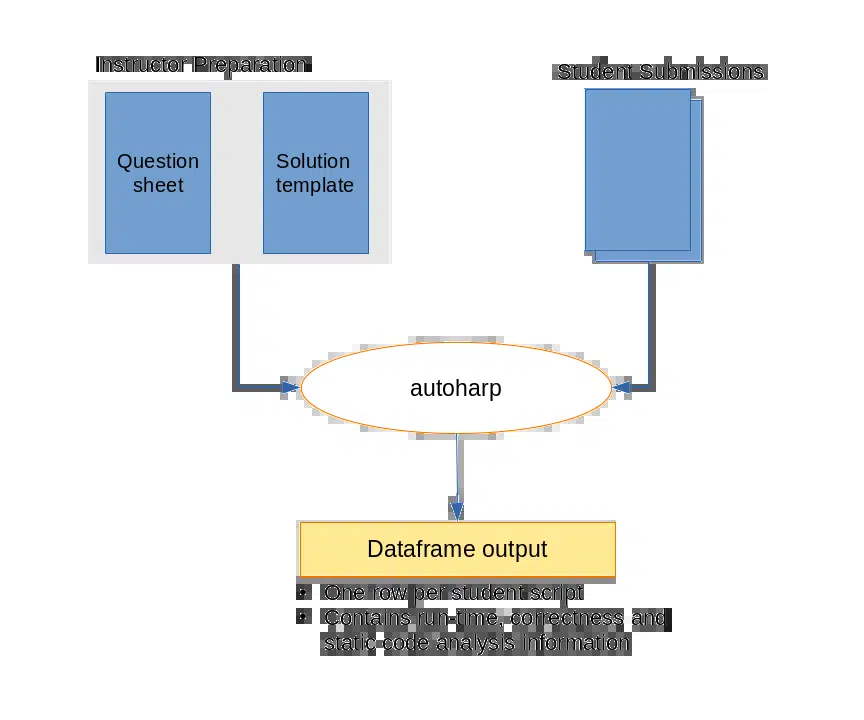 Instructor Preparation
Student Submissions
Question
sheet
Solution
template
autoharp
Dataframe output
• One row per student script
• Contains run-time, correctness and
static code analysis information